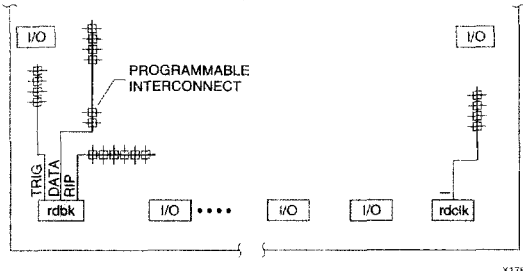 I/O
I/O
PROGRAMMABLE
INTERCONNECT
TRIG
DATA
RIP
rdbk
I/O
I/O
I/O
rdclk